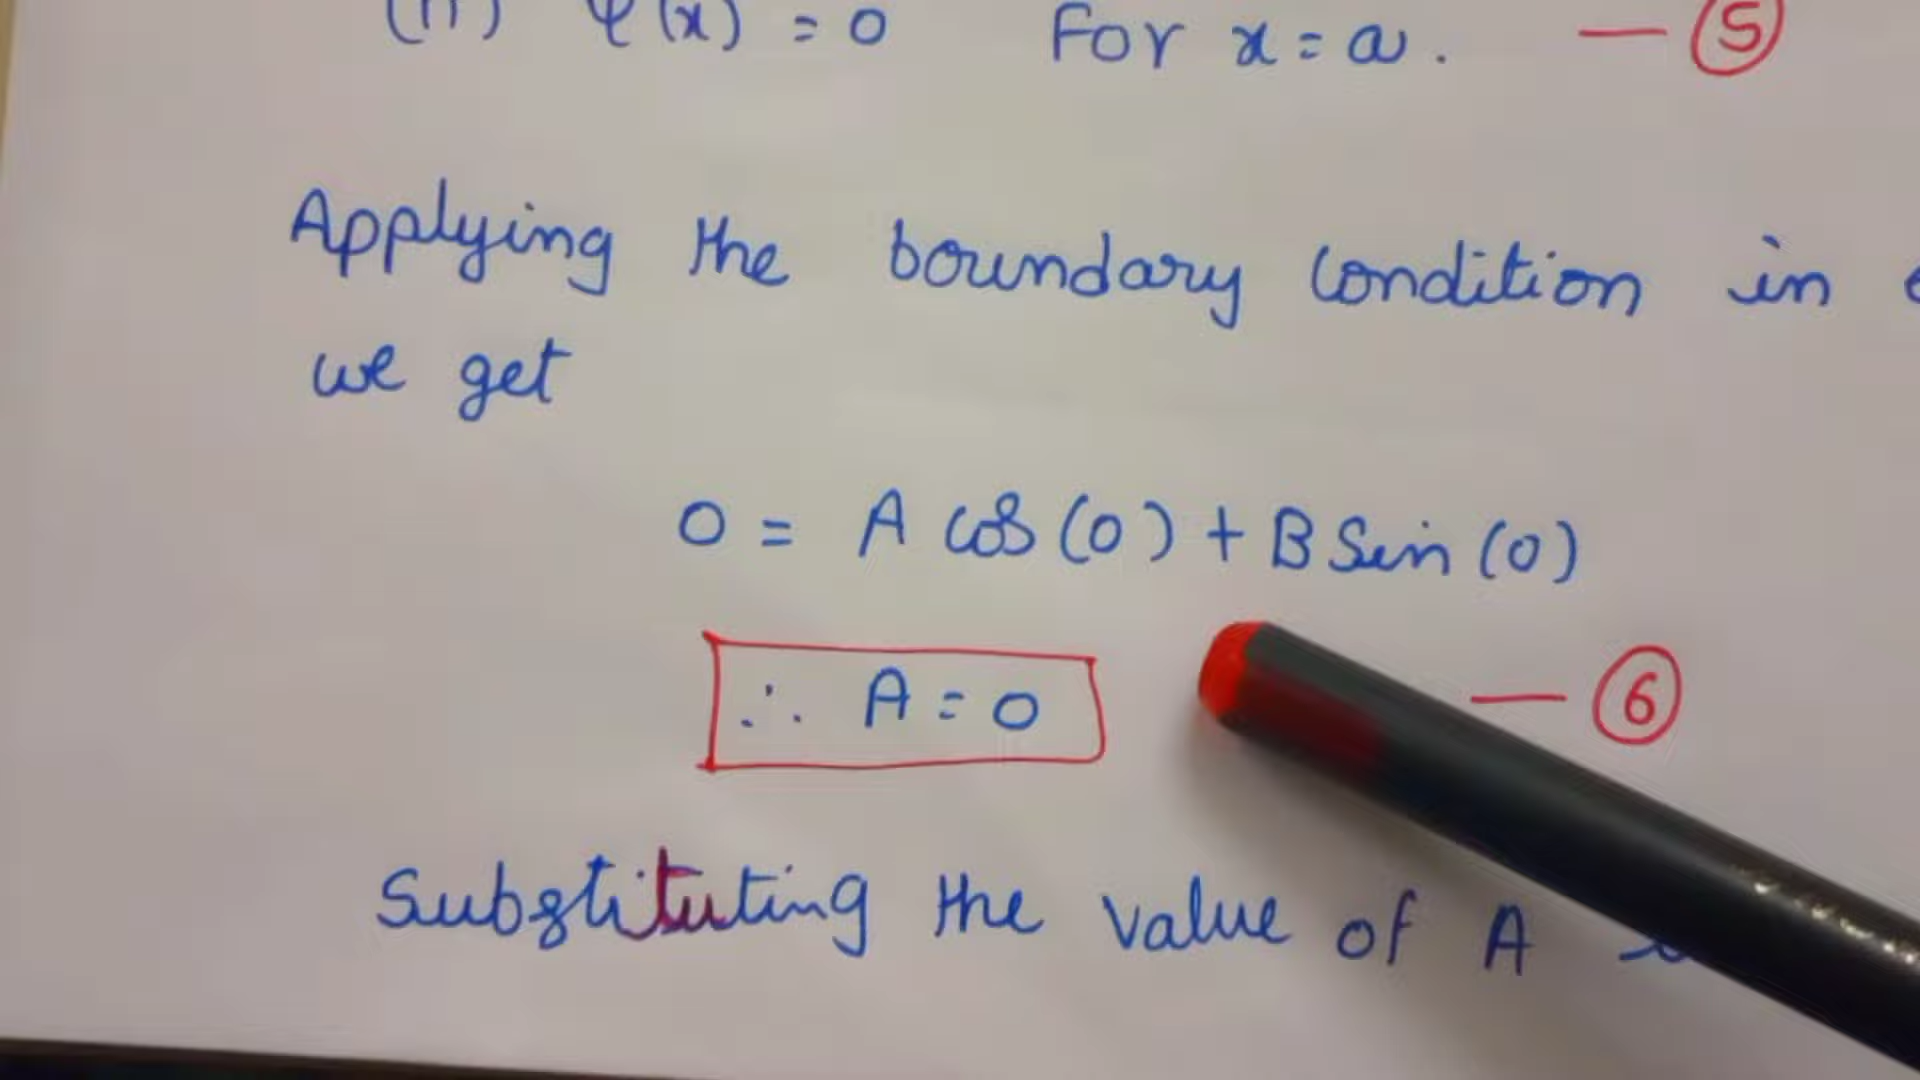 (ii) ψ(x) = 0 For x = a. — ⑤
Applying the boundary condition in
we get
0 = A cos(0) + B Sin(0)
∴ A = 0 — ⑥
Substituting the value of A